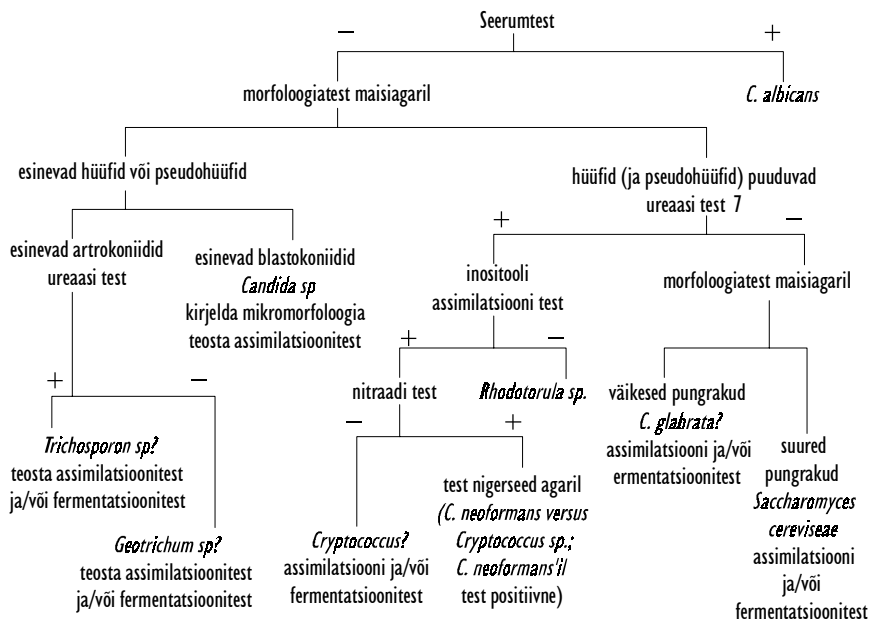 Seerumtest
− +
morfoloogiatest maisiagaril
C. albicans
esinevad hüüfid või pseudohüüfid
hüüfid (ja pseudohüüfid) puuduvad
ureaasi test 7
esinevad artrokoniidid
ureaasi test
esinevad blastokoniidid
Candida sp
kirjelda mikromorfoloogia
teosta assimilatsioonitest
+ −
inositooli
assimilatsiooni test
morfoloogiatest maisiagaril
+ −
Trichosporon sp?
teosta assimilatsioonitest
ja/või fermentatsioonitest
Geotrichum sp?
teosta assimilatsioonitest
ja/või fermentatsioonitest
+ −
nitraadi test
Rhodotorula sp.
− +
Cryptococcus?
assimilatsiooni ja/või
fermentatsioonitest
test nigerseed agaril
(C. neoformans versus
Cryptococcus sp.;
C. neoformans'il
test positiivne)
väikesed pungrakud
C. glabrata?
assimilatsiooni ja/või
ermentatsioonitest
suured
pungrakud
Saccharomyces
cereviseae
assimilatsiooni
ja/või
fermentatsioonitest